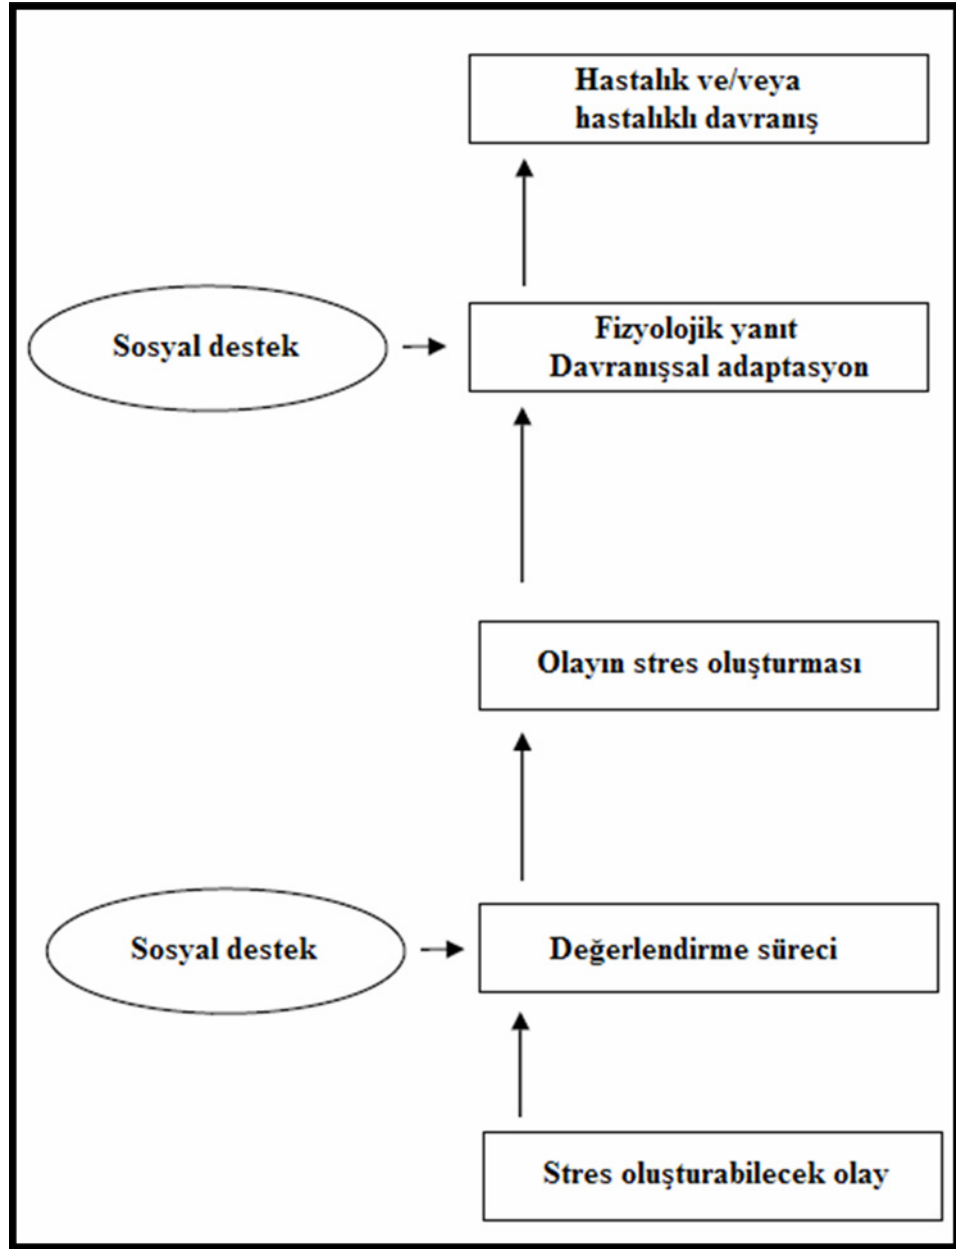 Hastalık ve/veya
hastalıklı davranış
Sosyal destek
Fizyolojik yanıt
Davranışsal adaptasyon
Olayın stres oluşturması
Sosyal destek
Değerlendirme süreci
Stres oluşturabilecek olay